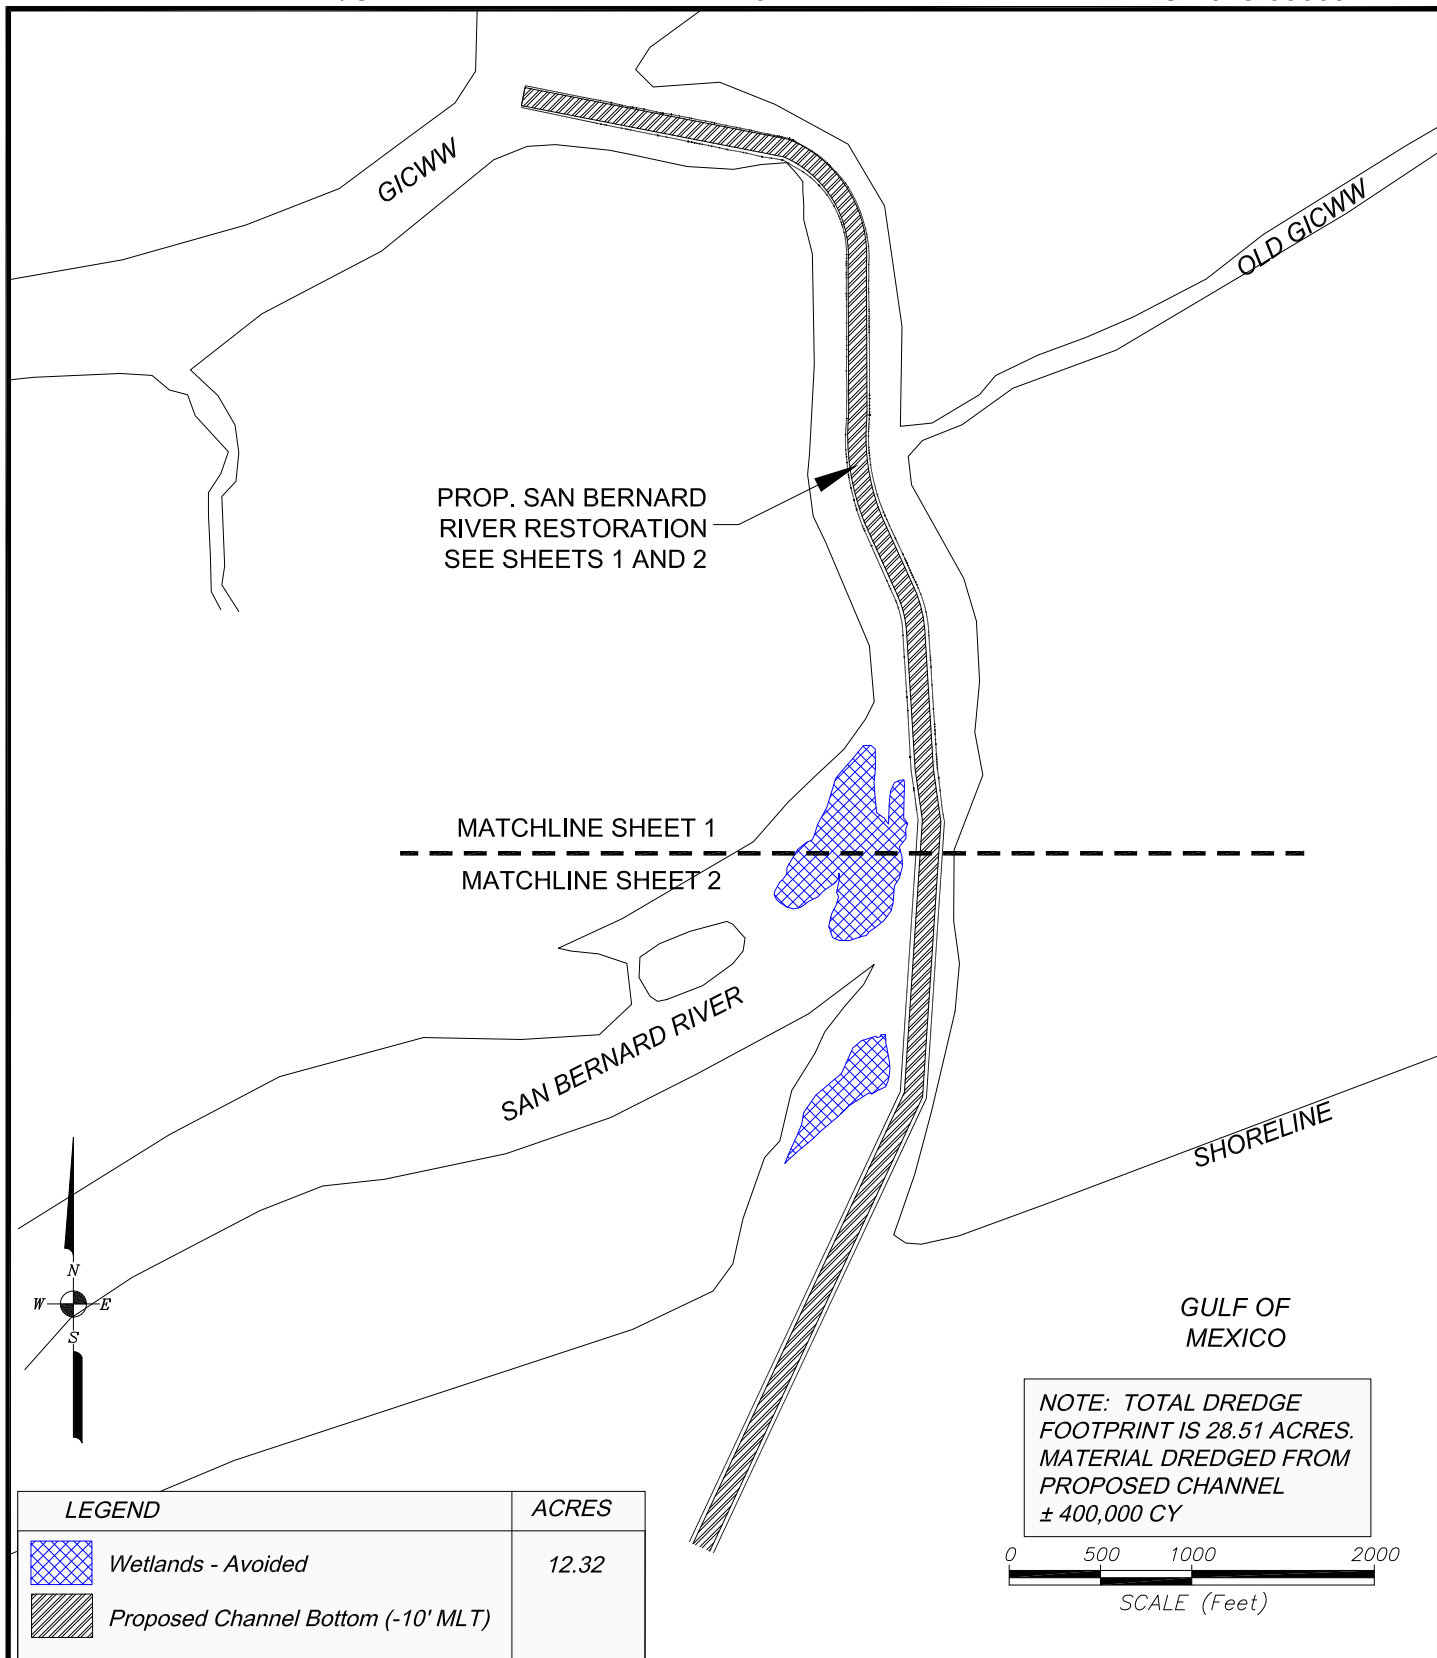 GICWW
OLD GICWW
PROP. SAN BERNARD
RIVER RESTORATION
SEE SHEETS 1 AND 2
MATCHLINE SHEET 1
MATCHLINE SHEET 2
SAN BERNARD RIVER
SHORELINE
N
W
E
S
GULF OF
MEXICO
NOTE: TOTAL DREDGE
FOOTPRINT IS 28.51 ACRES.
MATERIAL DREDGED FROM
PROPOSED CHANNEL
± 400,000 CY
0 500 1000 2000
SCALE (Feet)
LEGEND ACRES
Wetlands - Avoided 12.32
Proposed Channel Bottom (-10' MLT)